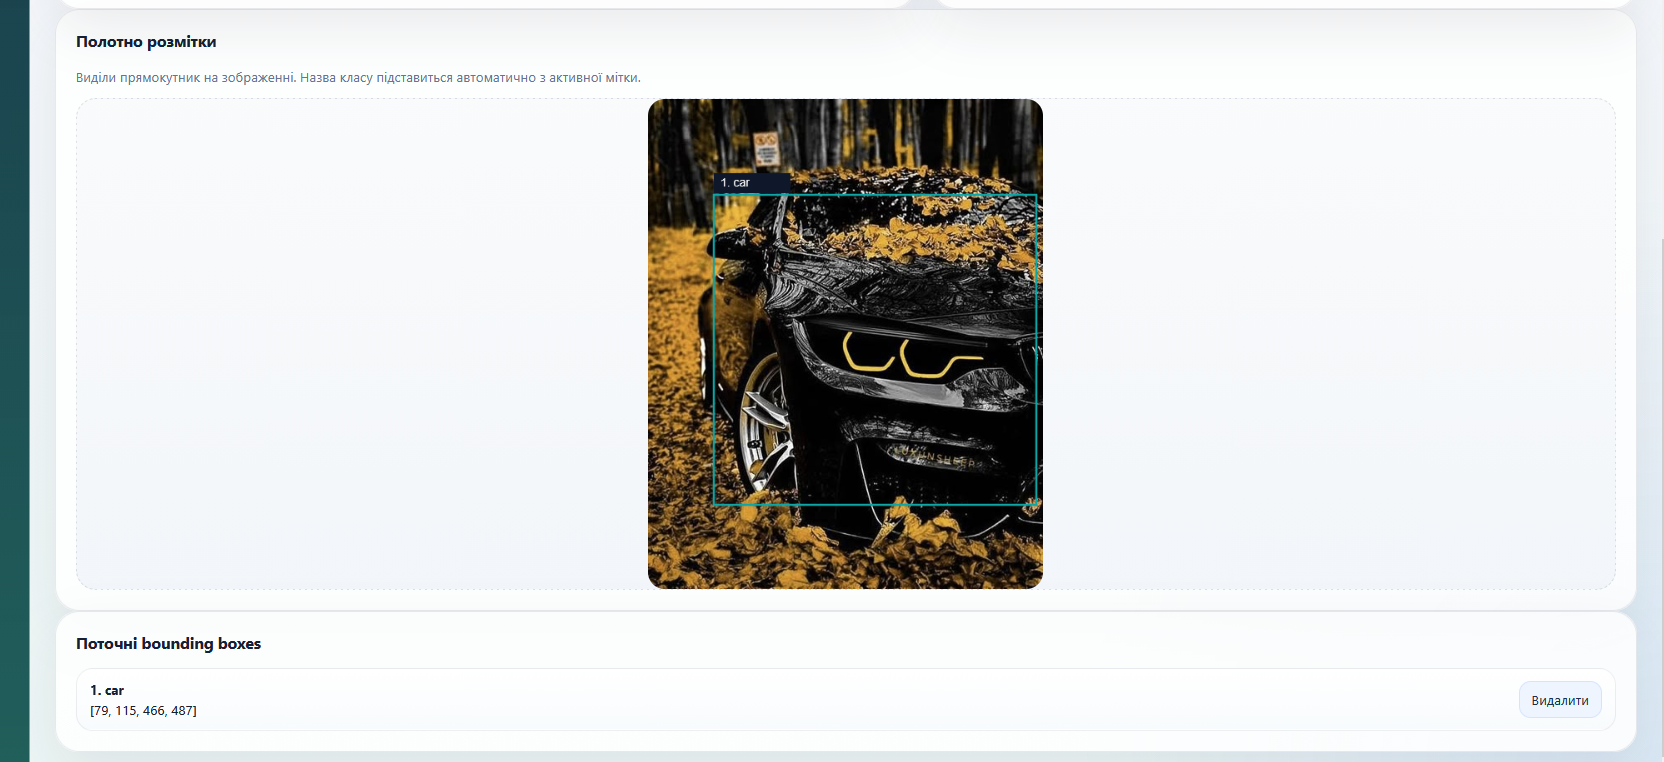 Полотно розмітки
Виділи прямокутник на зображенні. Назва класу підставиться автоматично з активної мітки.
1. car
Поточні bounding boxes
1. car
[79, 115, 466, 487]
Видалити